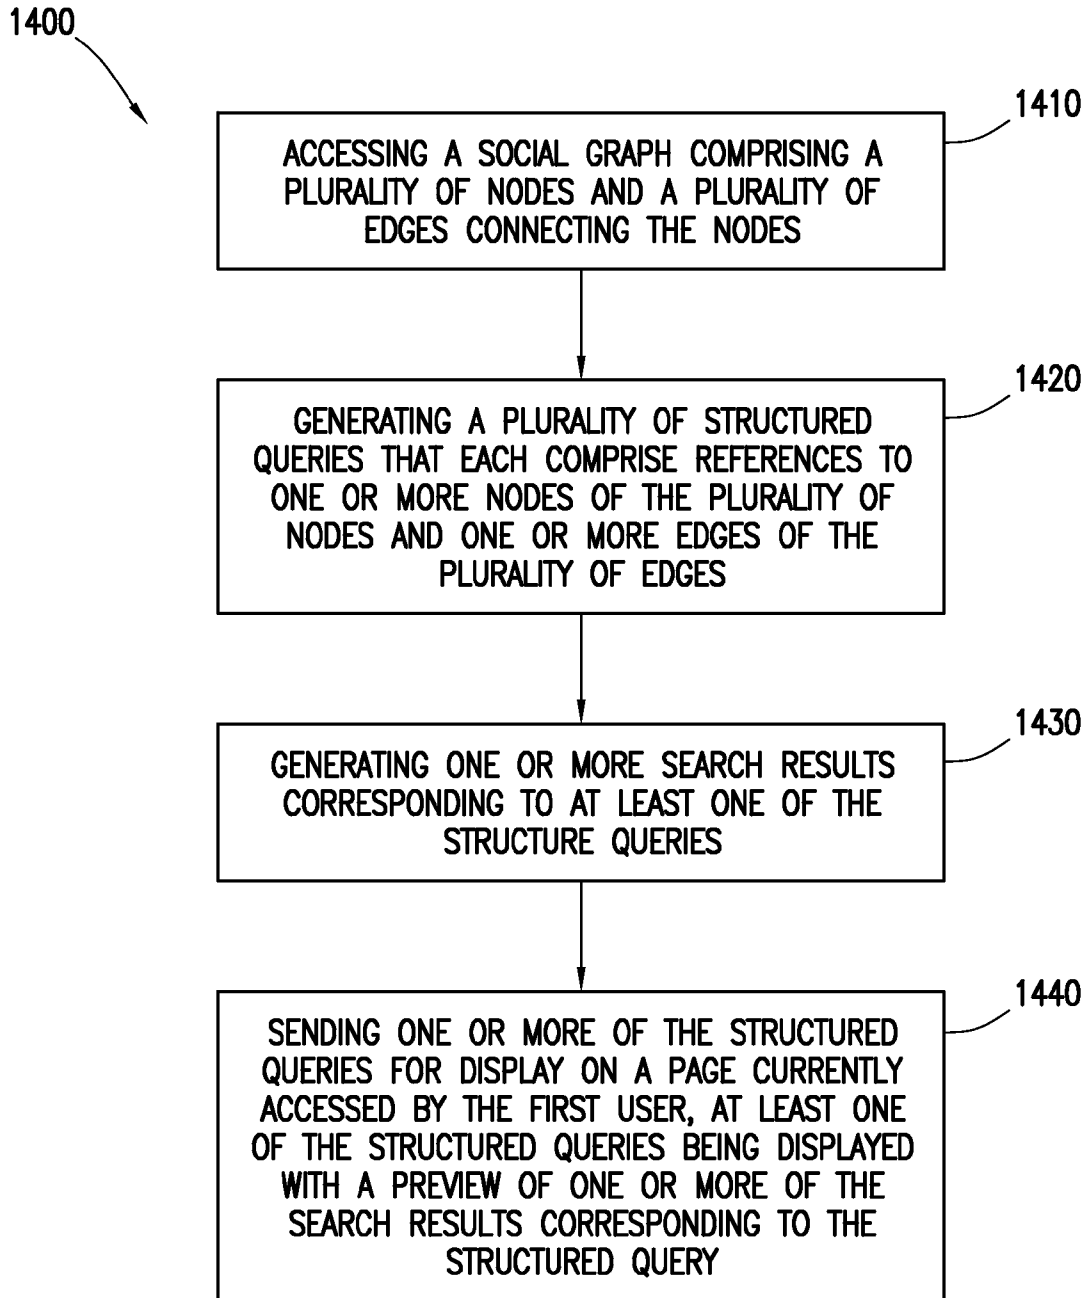 1400
1410
ACCESSING A SOCIAL GRAPH COMPRISING A
PLURALITY OF NODES AND A PLURALITY OF
EDGES CONNECTING THE NODES
1420
GENERATING A PLURALITY OF STRUCTURED
QUERIES THAT EACH COMPRISE REFERENCES TO
ONE OR MORE NODES OF THE PLURALITY OF
NODES AND ONE OR MORE EDGES OF THE
PLURALITY OF EDGES
1430
GENERATING ONE OR MORE SEARCH RESULTS
CORRESPONDING TO AT LEAST ONE OF THE
STRUCTURE QUERIES
1440
SENDING ONE OR MORE OF THE STRUCTURED
QUERIES FOR DISPLAY ON A PAGE CURRENTLY
ACCESSED BY THE FIRST USER, AT LEAST ONE
OF THE STRUCTURED QUERIES BEING DISPLAYED
WITH A PREVIEW OF ONE OR MORE OF THE
SEARCH RESULTS CORRESPONDING TO THE
STRUCTURED QUERY